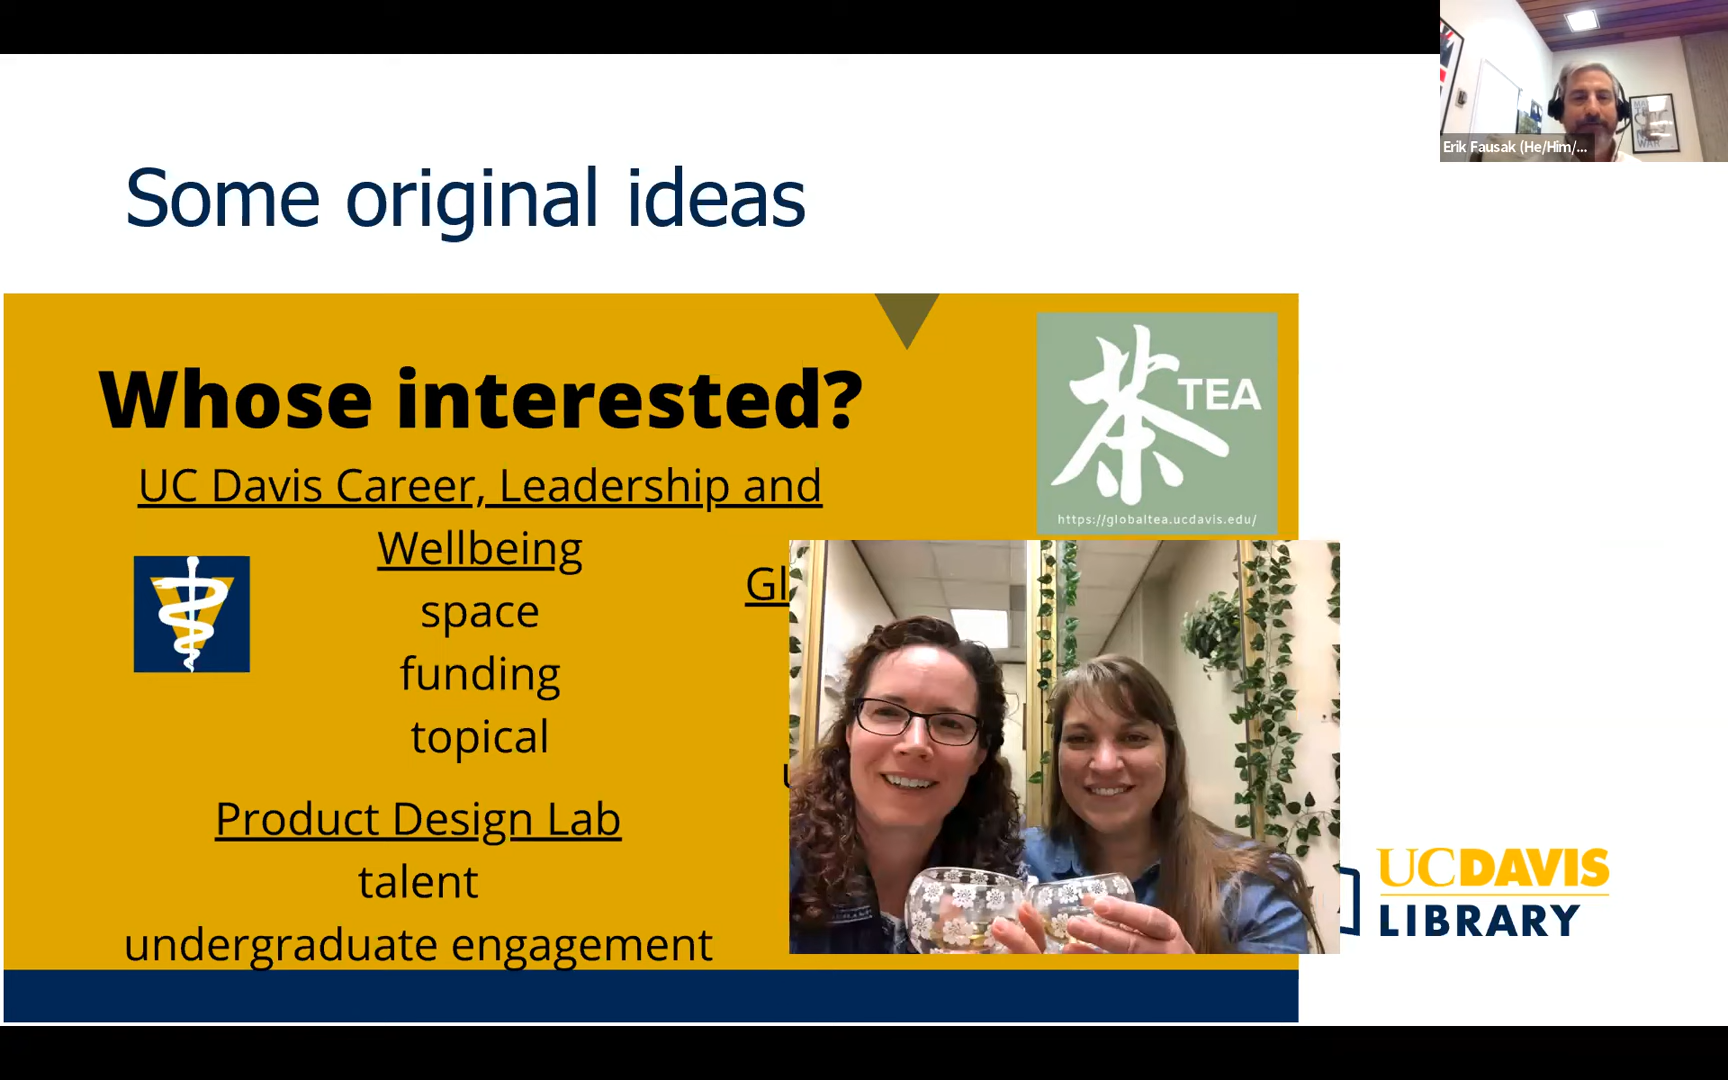 Some original ideas
Erik Fausak (He/Him/...
Whose interested?
茶 TEA
https://globaltea.ucdavis.edu/
UC Davis Career, Leadership and
Wellbeing
space
funding
topical
Product Design Lab
talent
undergraduate engagement
Gl
UCDAVIS
LIBRARY